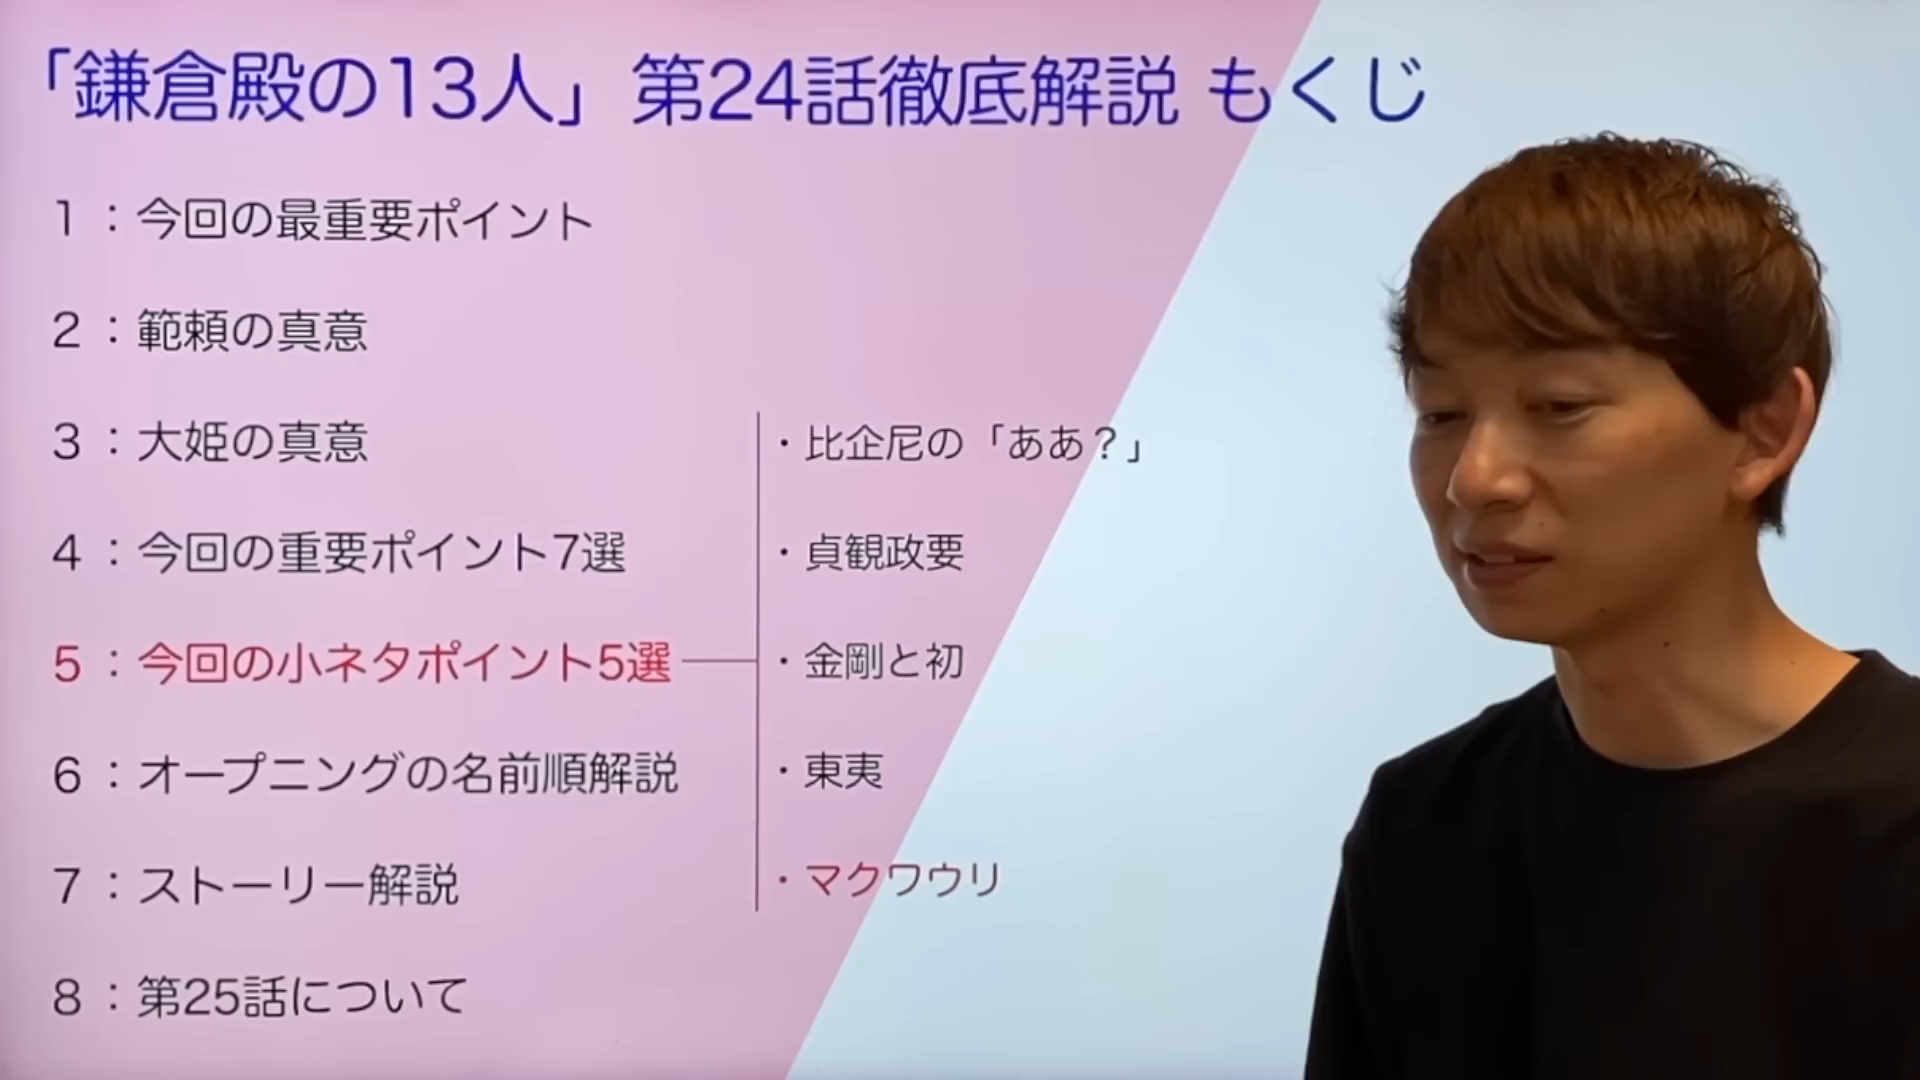 「鎌倉殿の13人」第24話徹底解説 もくじ
1：今回の最重要ポイント
2：範頼の真意
3：大姫の真意
4：今回の重要ポイント7選
5：今回の小ネタポイント5選
・比企尼の「ああ？」
・貞観政要
・金剛と初
・東夷
・マクワウリ
6：オープニングの名前順解説
7：ストーリー解説
8：第25話について